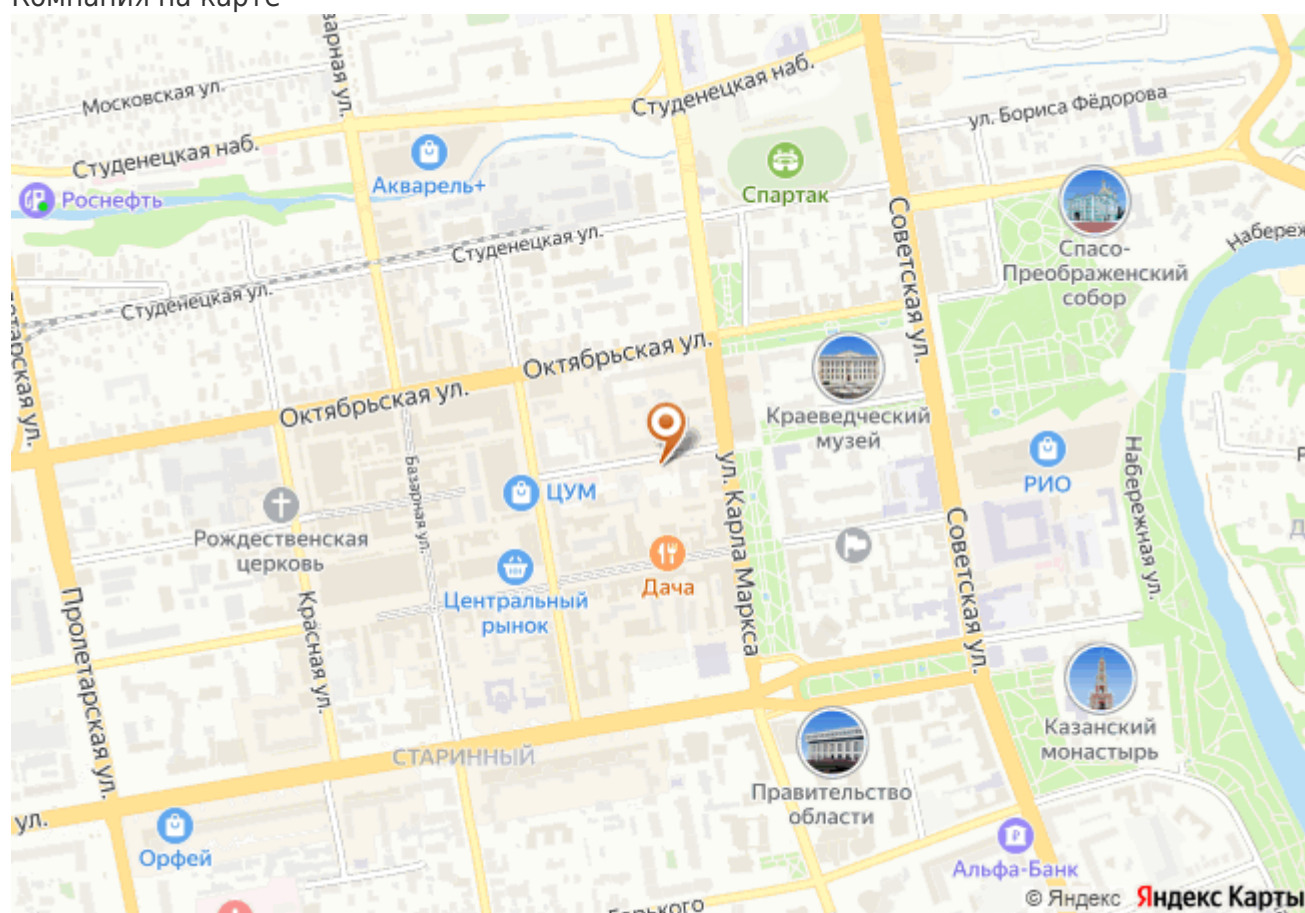 Компания на карте
Московская ул.
Студенецкая наб.
ул. Бориса Фёдорова
Студенецкая наб.
Акварель+
Роснефть
Спартак
Спасо-
Преображенский
собор
Студенецкая ул.
Студенецкая ул.
Советская ул.
Октябрьская ул.
Октябрьская ул.
Краеведческий
музей
Базарная ул.
ЦУМ
ул. Карла Маркса
РИО
Набережная ул.
Рождественская
церковь
Центральный
рынок
Дача
Советская ул.
Пролетарская ул.
Красная ул.
Казанский
монастырь
СТАРИННЫЙ
Правительство
области
ул.
Орфей
Альфа-Банк
© Яндекс Яндекс Карты